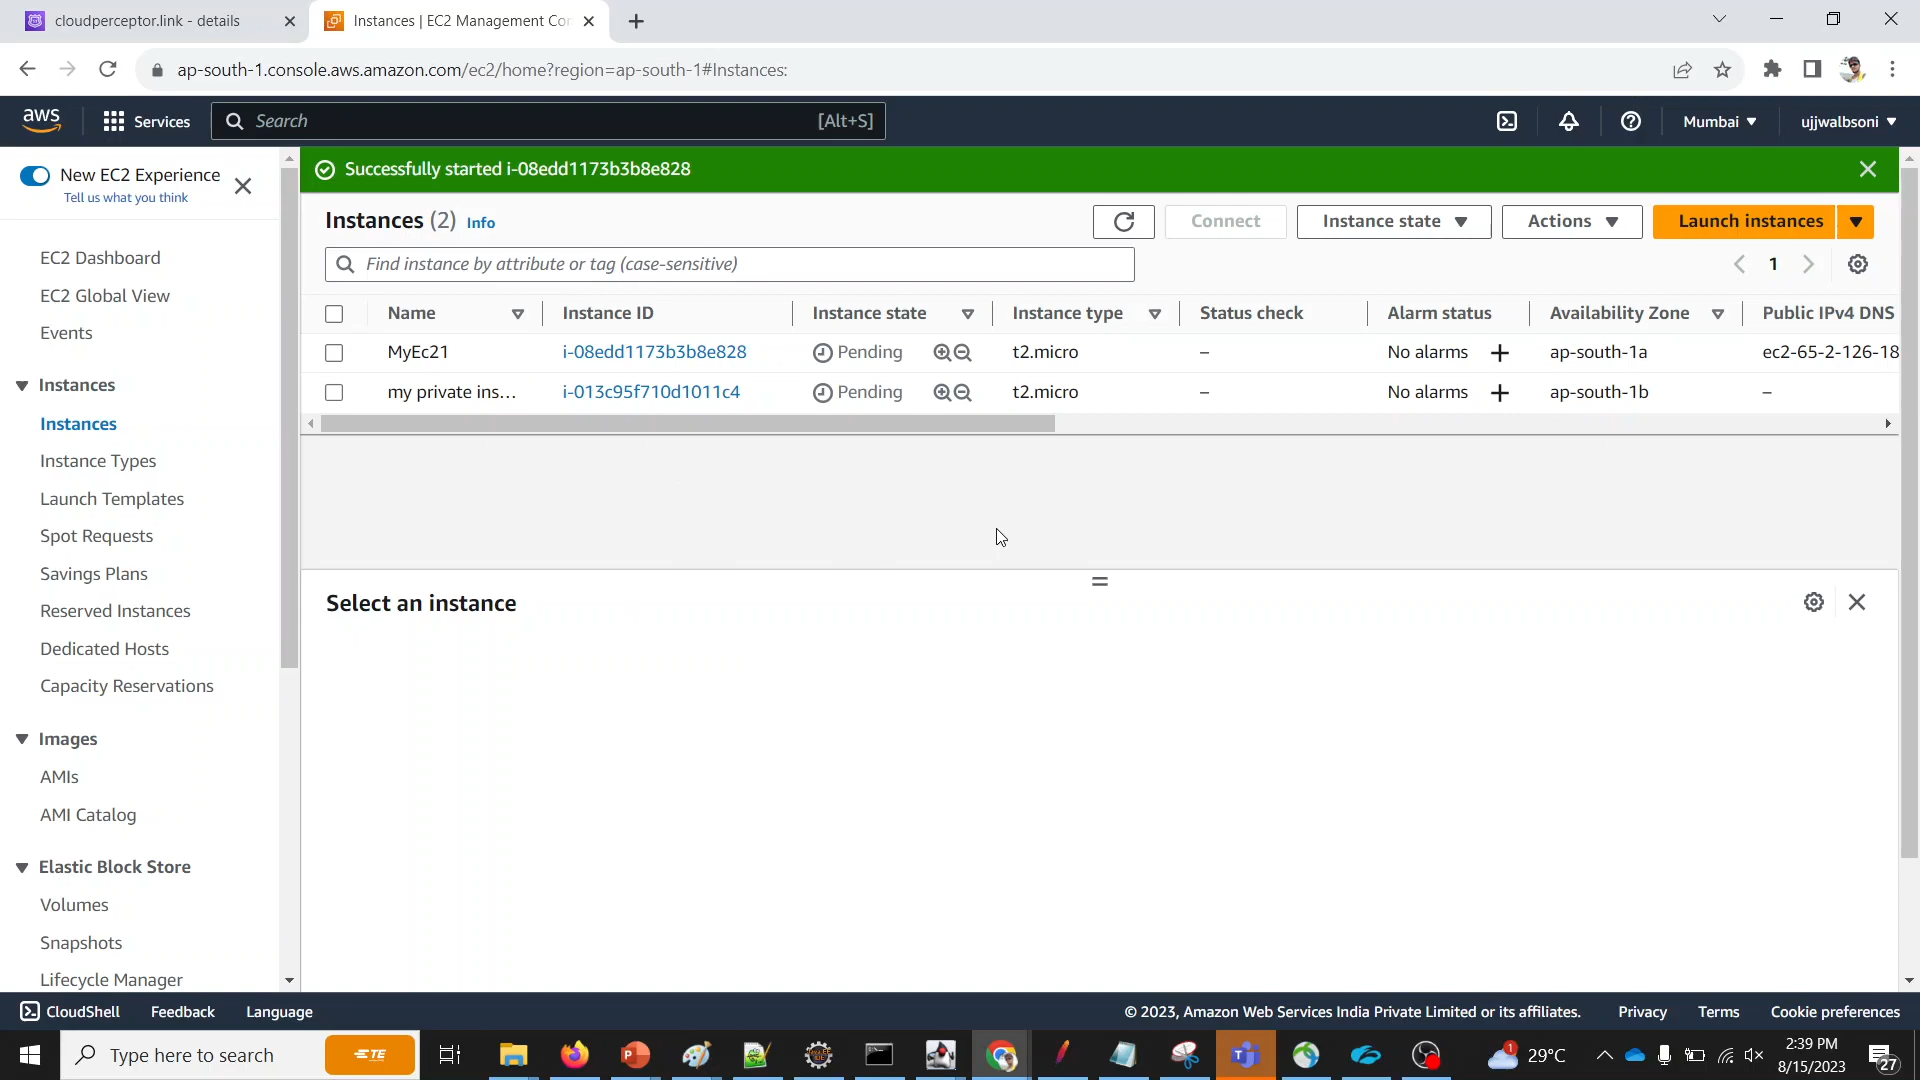 cloudperceptor.link - details
Instances | EC2 Management Con
ap-south-1.console.aws.amazon.com/ec2/home?region=ap-south-1#Instances:
aws
Services
Search
[Alt+S]
Mumbai
ujjwalbsoni
New EC2 Experience
Tell us what you think
EC2 Dashboard
EC2 Global View
Events
Instances
Instances
Instance Types
Launch Templates
Spot Requests
Savings Plans
Reserved Instances
Dedicated Hosts
Capacity Reservations
Images
AMIs
AMI Catalog
Elastic Block Store
Volumes
Snapshots
Lifecycle Manager
Successfully started i-08edd1173b3b8e828
Instances (2) Info
Connect
Instance state
Actions
Launch instances
Find instance by attribute or tag (case-sensitive)
1
Name Instance ID Instance state Instance type Status check Alarm status Availability Zone Public IPv4 DNS
MyEc21 i-08edd1173b3b8e828 Pending t2.micro – No alarms + ap-south-1a ec2-65-2-126-18
my private ins... i-013c95f710d1011c4 Pending t2.micro – No alarms + ap-south-1b –
Select an instance
CloudShell Feedback Language
© 2023, Amazon Web Services India Private Limited or its affiliates. Privacy Terms Cookie preferences
Type here to search
TE
1
29°C
2:39 PM
8/15/2023
27